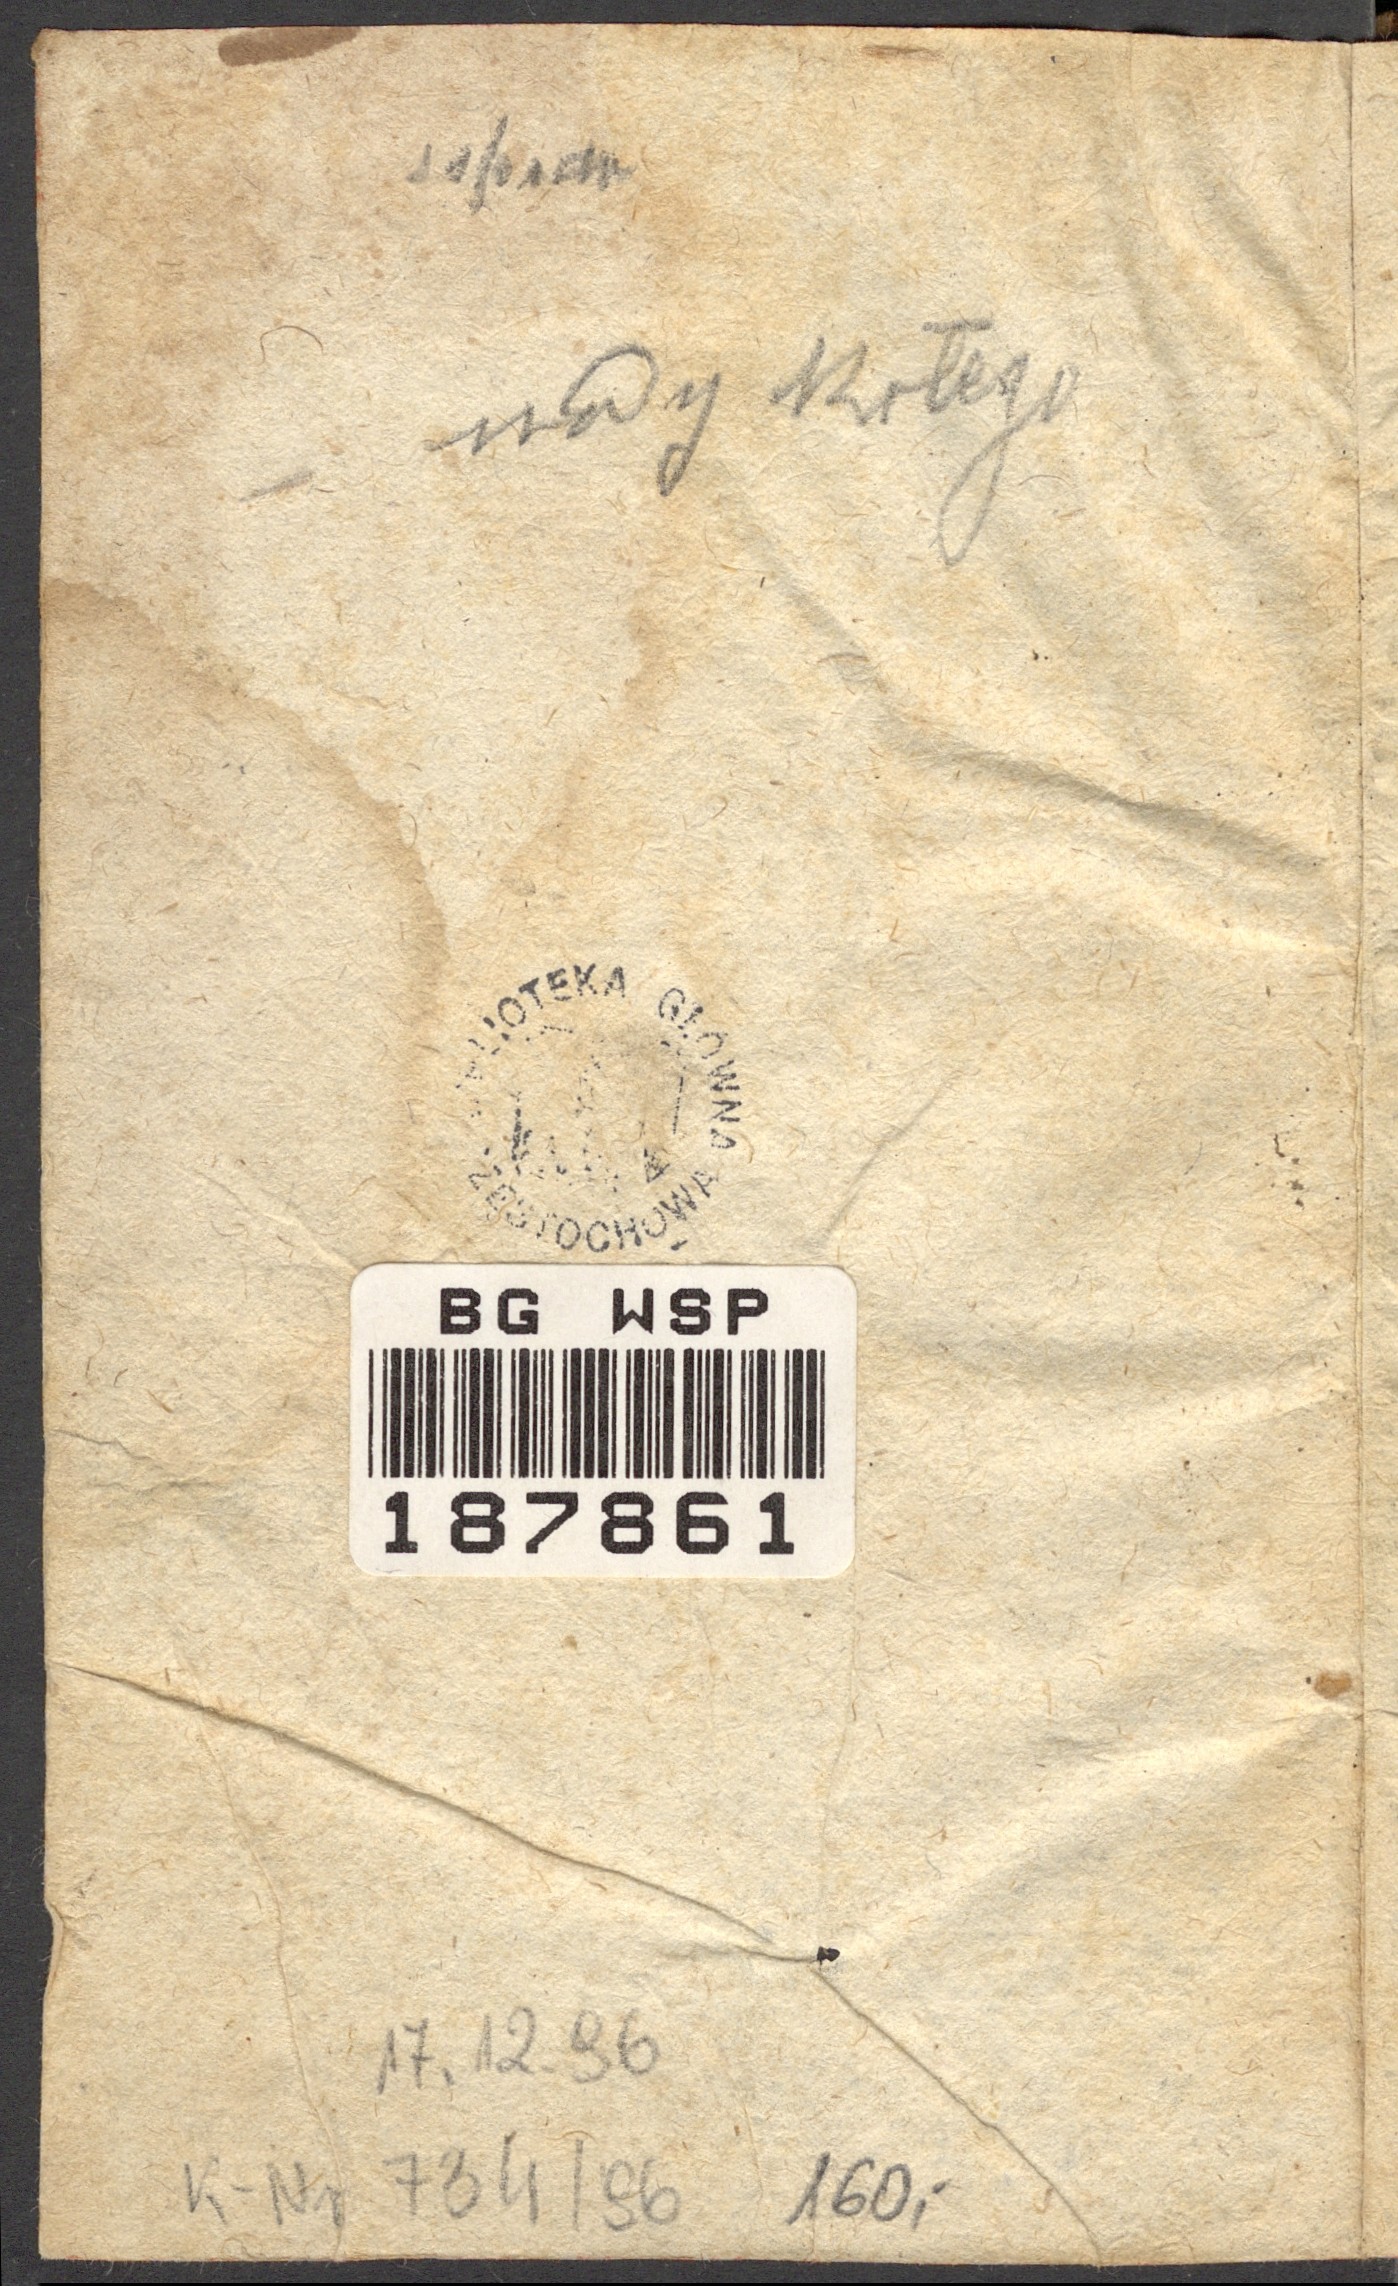 BIBLIOTEKA GŁÓWNA
CZĘSTOCHOWA
BG WSP
187861
17.12.96
K-Nr 734/96 160,-